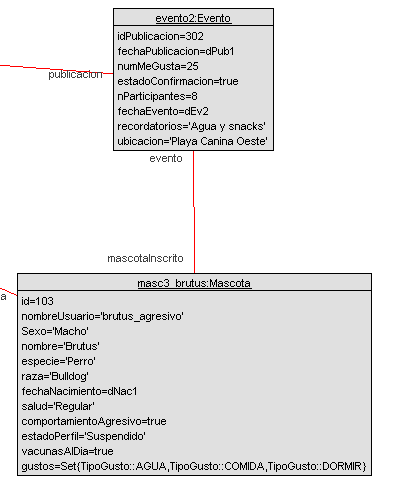 evento2:Evento
idPublicacion=302
fechaPublicacion=dPub1
numMeGusta=25
publicacion
estadoConfirmacion=true
nParticipantes=8
fechaEvento=dEv2
recordatorios='Agua y snacks'
ubicacion='Playa Canina Oeste'
evento
mascotaInscrito
masc3_brutus:Mascota
a
id=103
nombreUsuario='brutus_agresivo'
Sexo='Macho'
nombre='Brutus'
especie='Perro'
raza='Bulldog'
fechaNacimiento=dNac1
salud='Regular'
comportamientoAgresivo=true
estadoPerfil='Suspendido'
vacunasAlDia=true
gustos=Set{TipoGusto::AGUA,TipoGusto::COMIDA,TipoGusto::DORMIR}